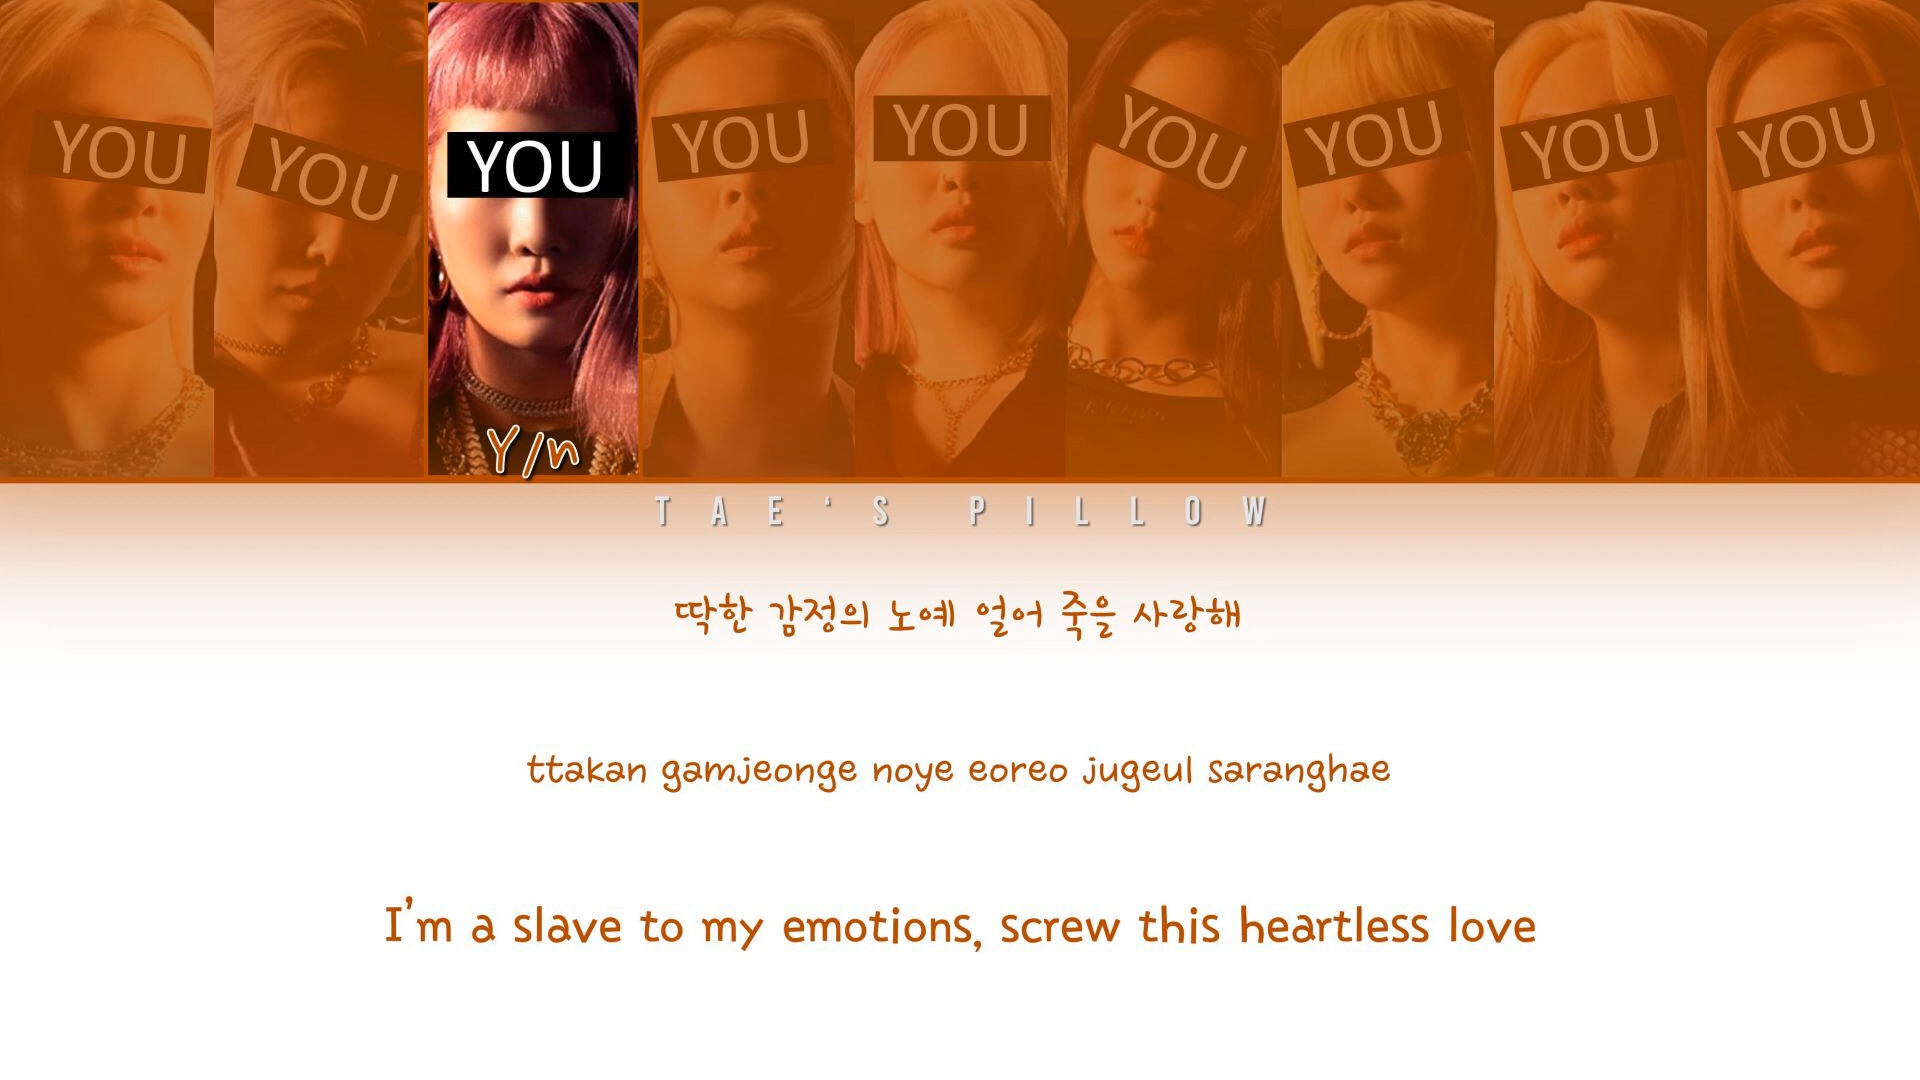 YOU YOU YOU YOU YOU YOU YOU YOU YOU
Y/n
TAE'S PILLOW
딱한 감정의 노예 얼어 죽을 사랑해
ttakan gamjeonge noye eoreo jugeul saranghae
I'm a slave to my emotions, screw this heartless love